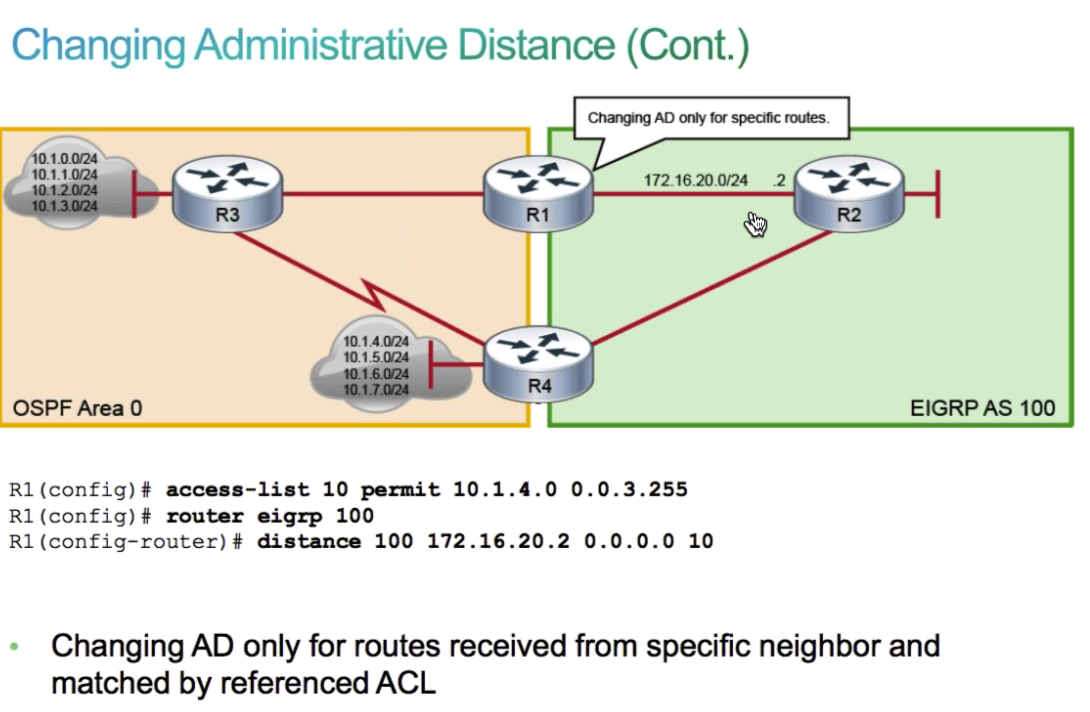 Changing Administrative Distance (Cont.)
Changing AD only for specific routes.
10.1.0.0/24
10.1.1.0/24
10.1.2.0/24
10.1.3.0/24
R3
R1
172.16.20.0/24 .2
R2
10.1.4.0/24
10.1.5.0/24
10.1.6.0/24
10.1.7.0/24
R4
OSPF Area 0
EIGRP AS 100
R1(config)# access-list 10 permit 10.1.4.0 0.0.3.255
R1(config)# router eigrp 100
R1(config-router)# distance 100 172.16.20.2 0.0.0.0 10
• Changing AD only for routes received from specific neighbor and
matched by referenced ACL